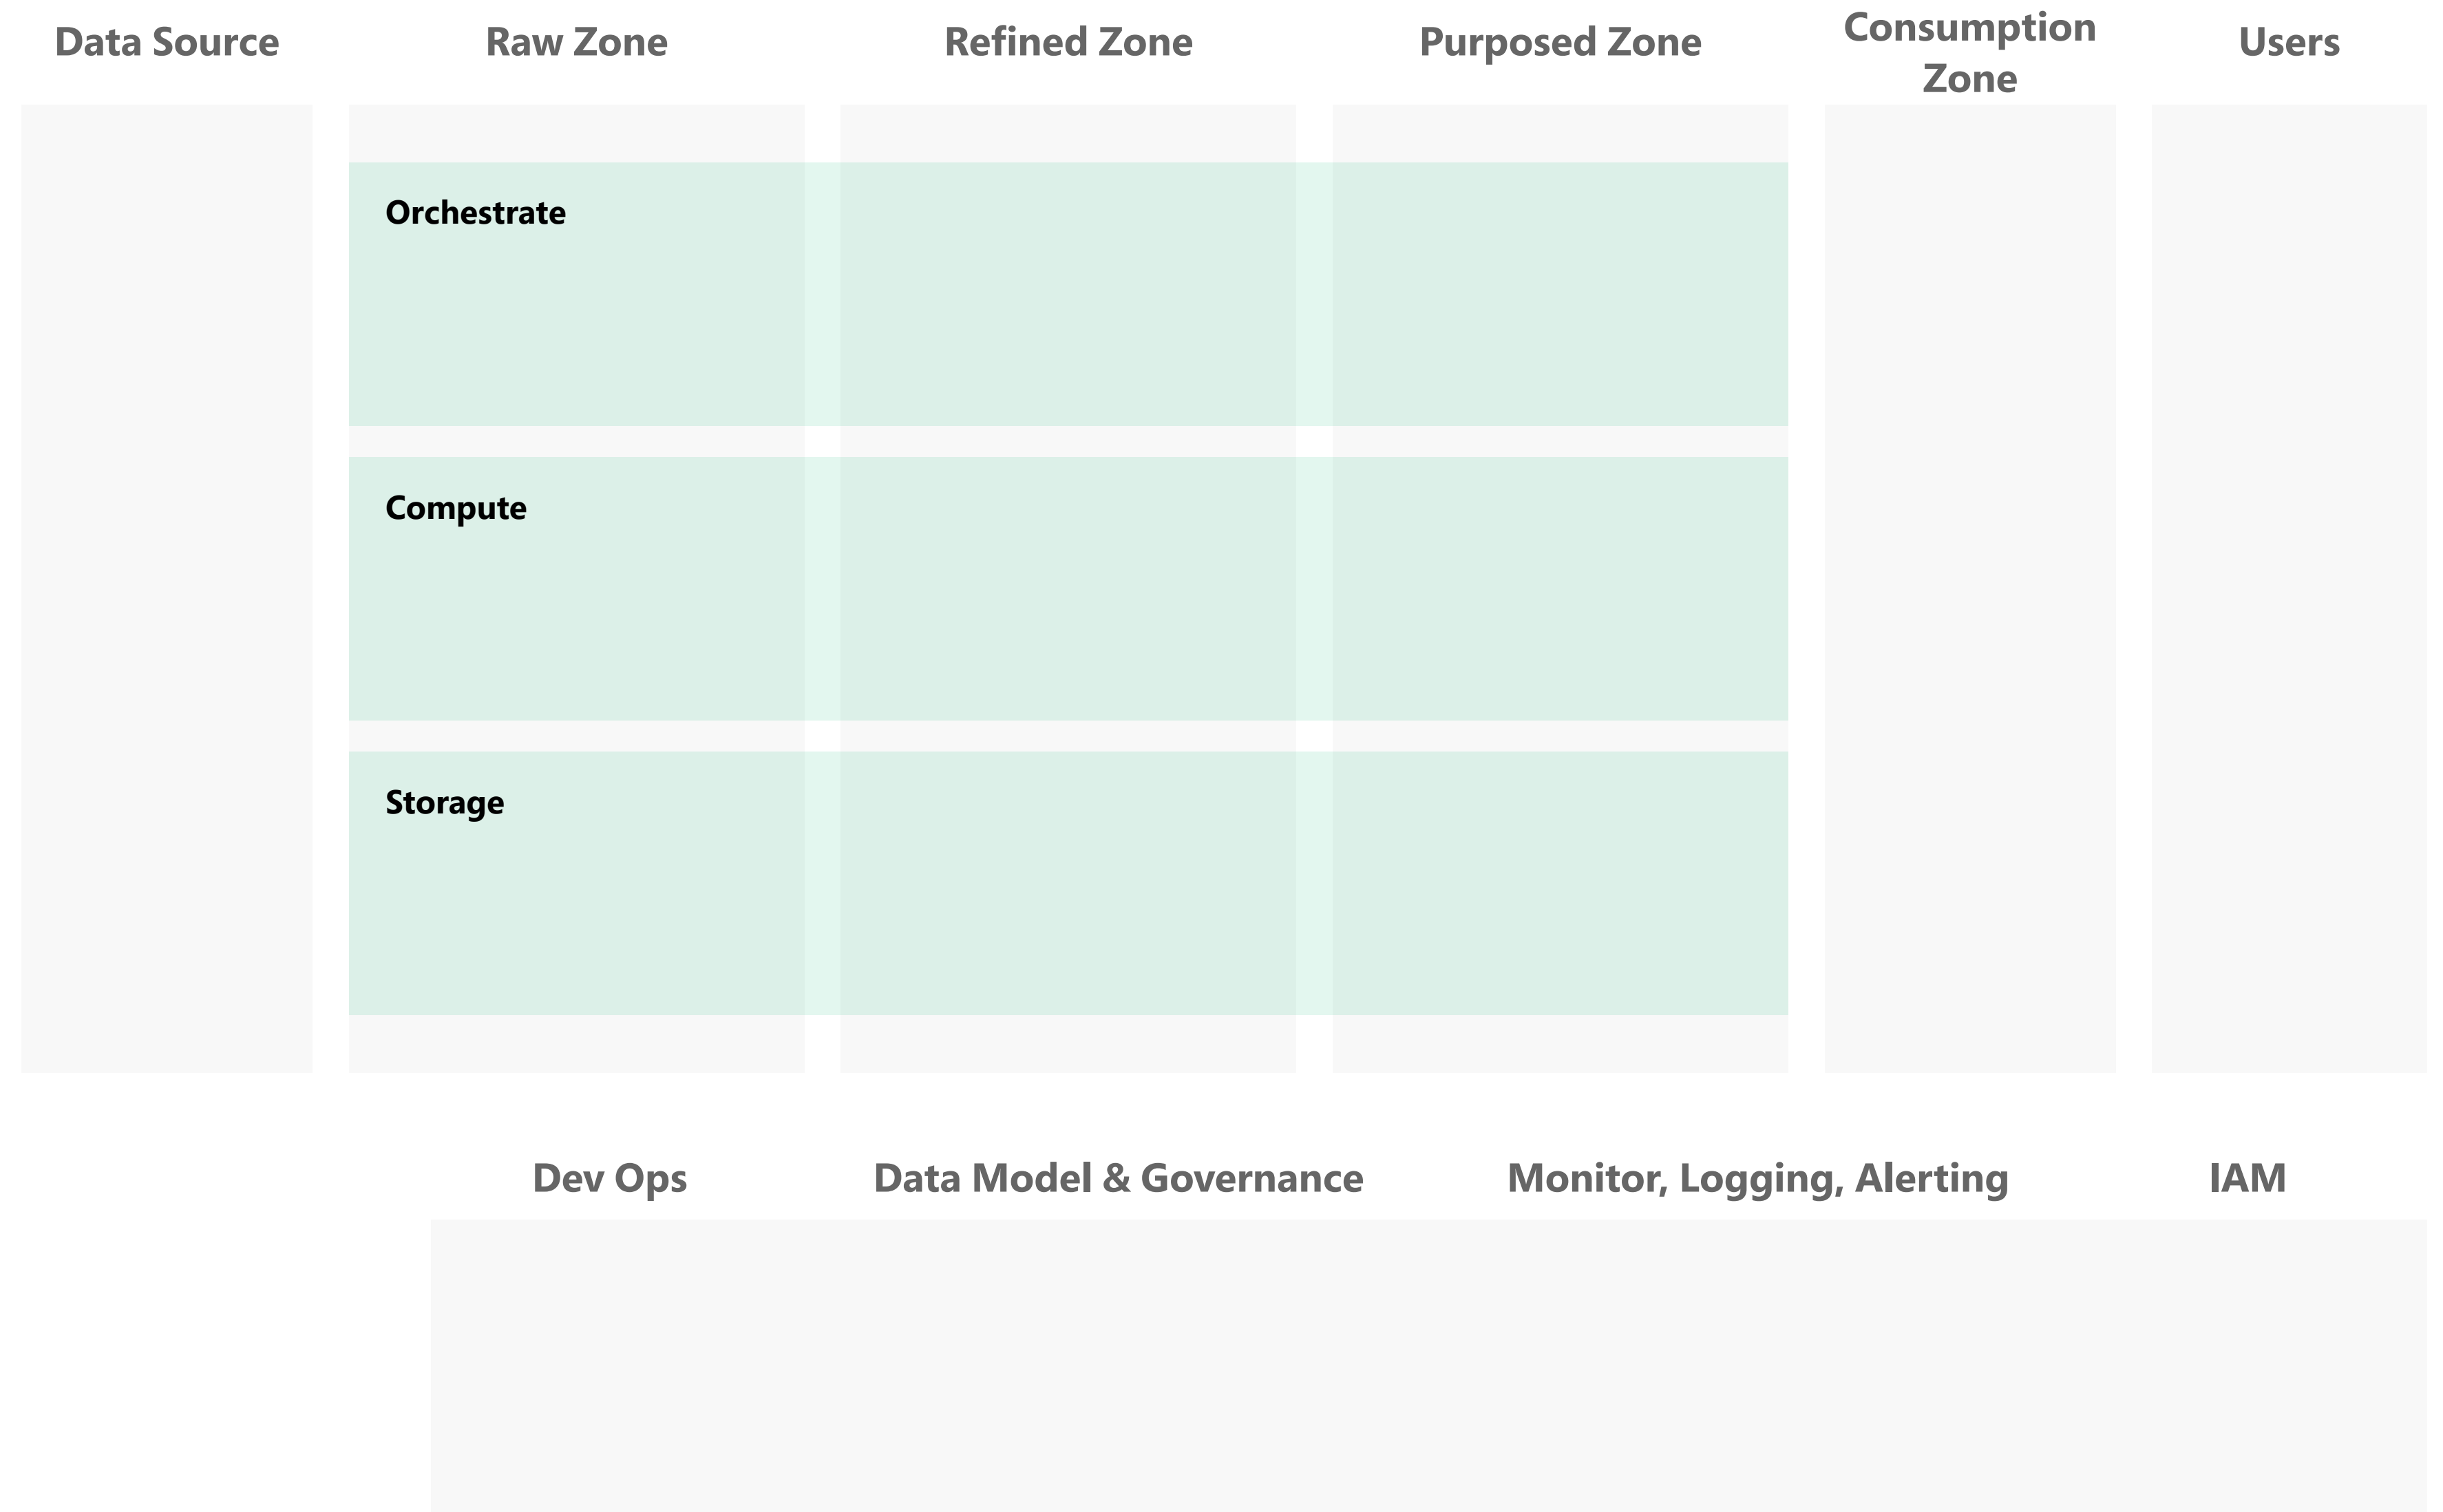 Data Source
Raw Zone
Refined Zone
Purposed Zone
Consumption
Zone
Users
Orchestrate
Compute
Storage
Dev Ops
Data Model & Governance
Monitor, Logging, Alerting
IAM